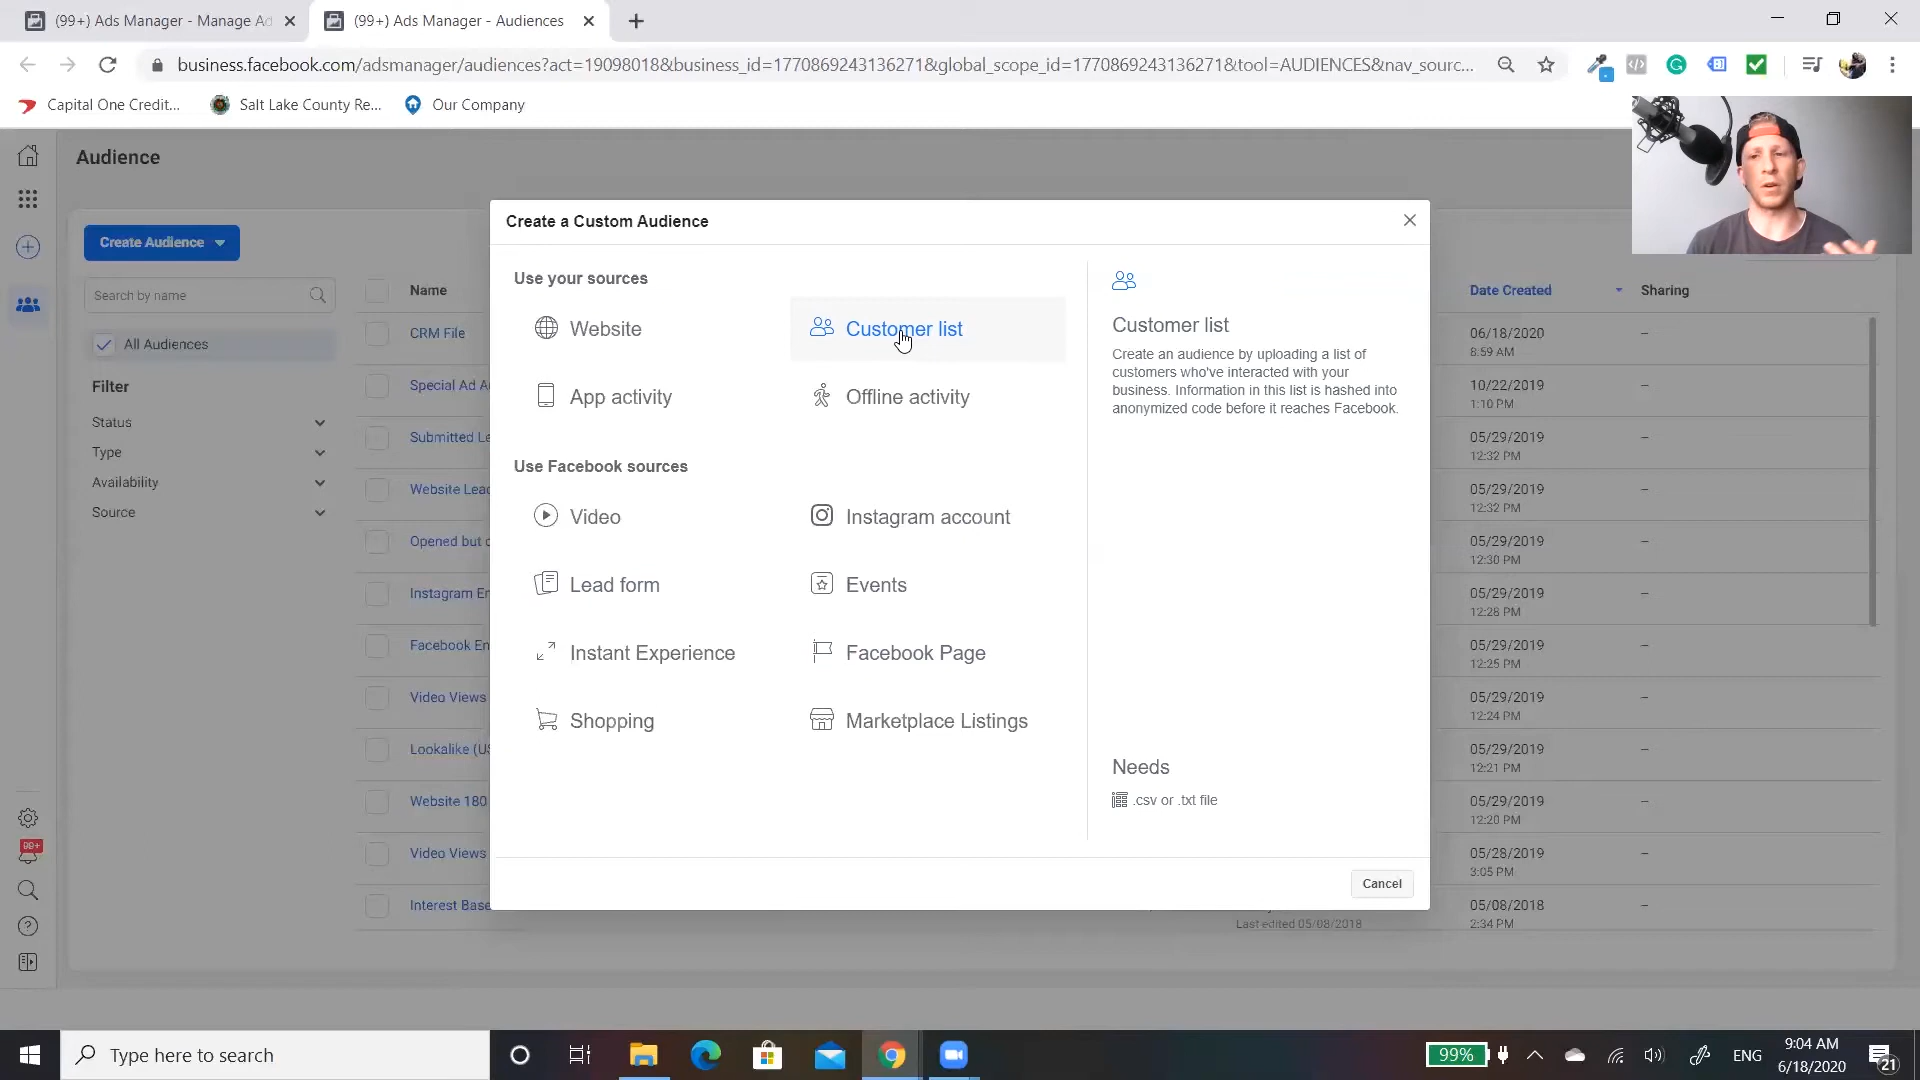 (99+) Ads Manager - Manage Ad
(99+) Ads Manager - Audiences
business.facebook.com/adsmanager/audiences?act=19098018&business_id=1770869243136271&global_scope_id=1770869243136271&tool=AUDIENCES&nav_sourc...
Capital One Credit...
Salt Lake County Re...
Our Company
Audience
Create Audience
Search by name
All Audiences
Filter
Status
Type
Availability
Source
Name
CRM File
Special Ad A
Submitted Le
Website Lead
Opened but
Instagram En
Facebook En
Video Views
Lookalike (US
Website 180
Video Views
Interest Base
Create a Custom Audience
Use your sources
Website
Customer list
App activity
Offline activity
Use Facebook sources
Video
Instagram account
Lead form
Events
Instant Experience
Facebook Page
Shopping
Marketplace Listings
Customer list
Create an audience by uploading a list of
customers who've interacted with your
business. Information in this list is hashed into
anonymized code before it reaches Facebook.
Needs
.csv or .txt file
Cancel
Last edited 05/08/2018
Date Created
Sharing
06/18/2020
8:59 AM
–
10/22/2019
1:10 PM
–
05/29/2019
12:32 PM
–
05/29/2019
12:32 PM
–
05/29/2019
12:30 PM
–
05/29/2019
12:28 PM
–
05/29/2019
12:25 PM
–
05/29/2019
12:24 PM
–
05/29/2019
12:21 PM
–
05/29/2019
12:20 PM
–
05/28/2019
3:05 PM
–
05/08/2018
2:34 PM
–
99+
Type here to search
99%
ENG
9:04 AM
6/18/2020
21